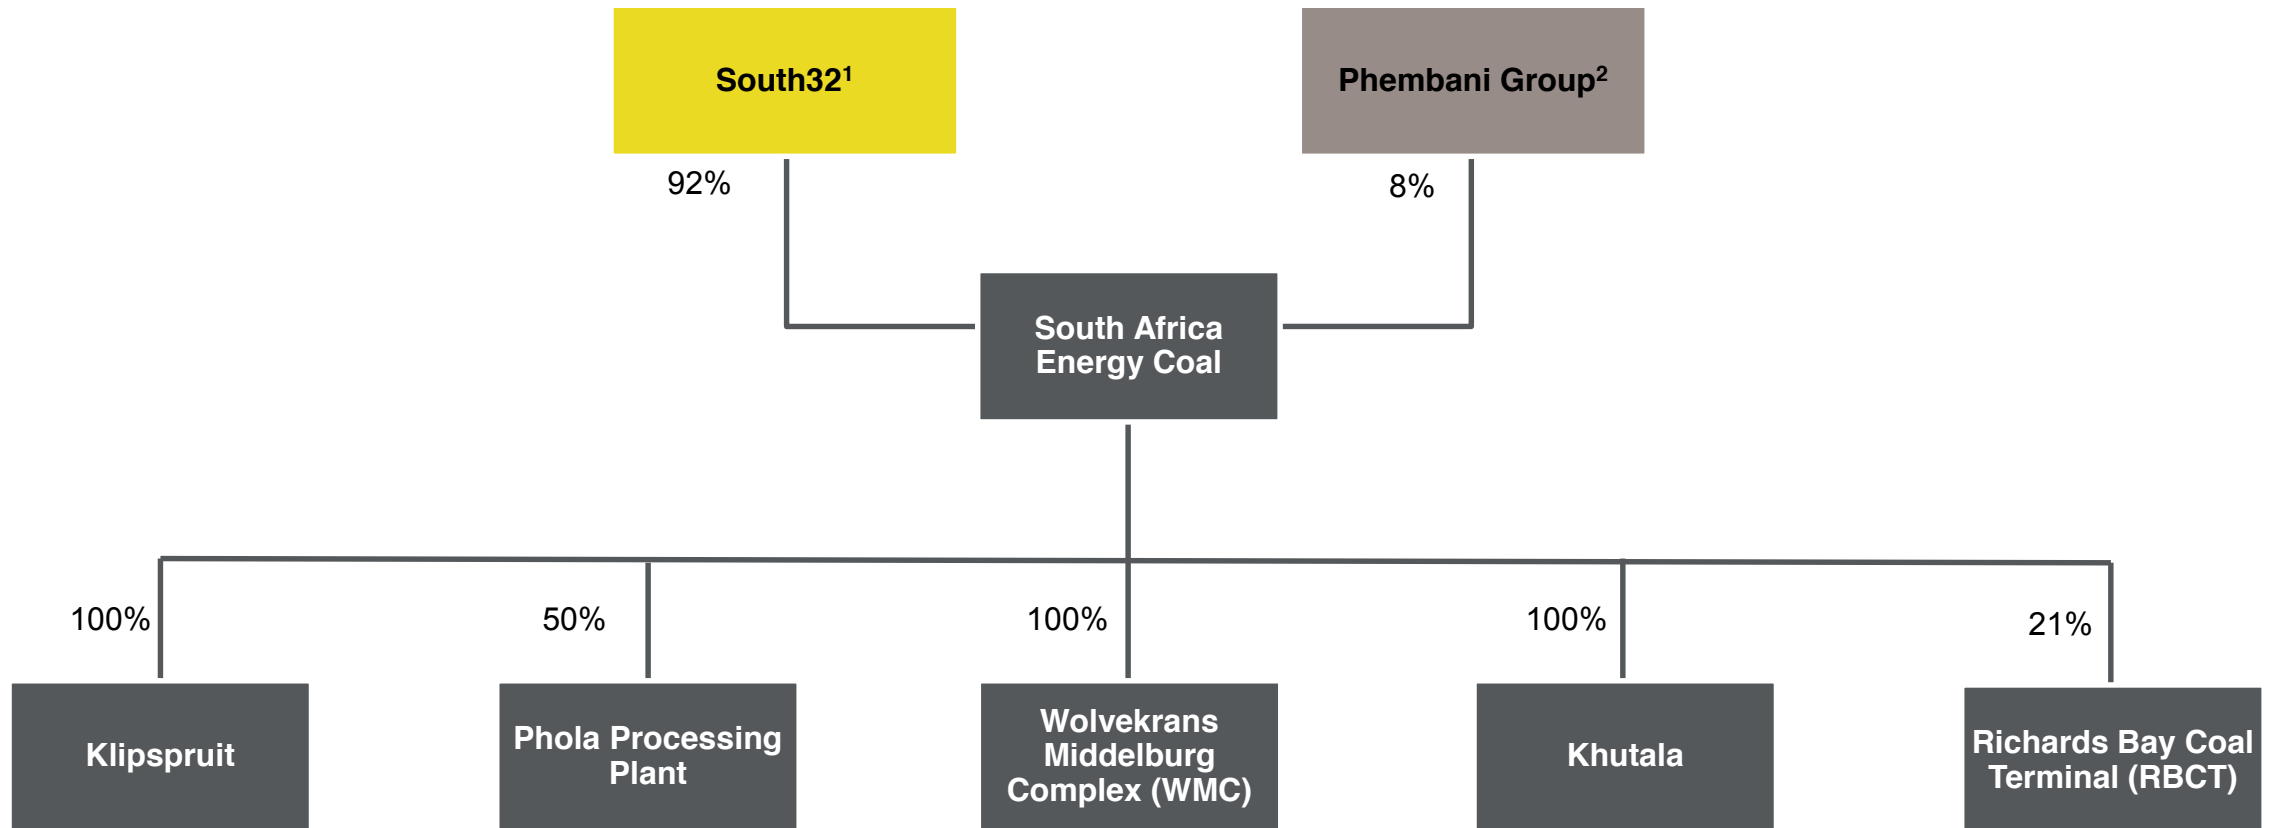 South32¹
Phembani Group²
92%
8%
South Africa
Energy Coal
100%
50%
100%
100%
21%
Klipspruit
Phola Processing
Plant
Wolvekrans
Middelburg
Complex (WMC)
Khutala
Richards Bay Coal
Terminal (RBCT)